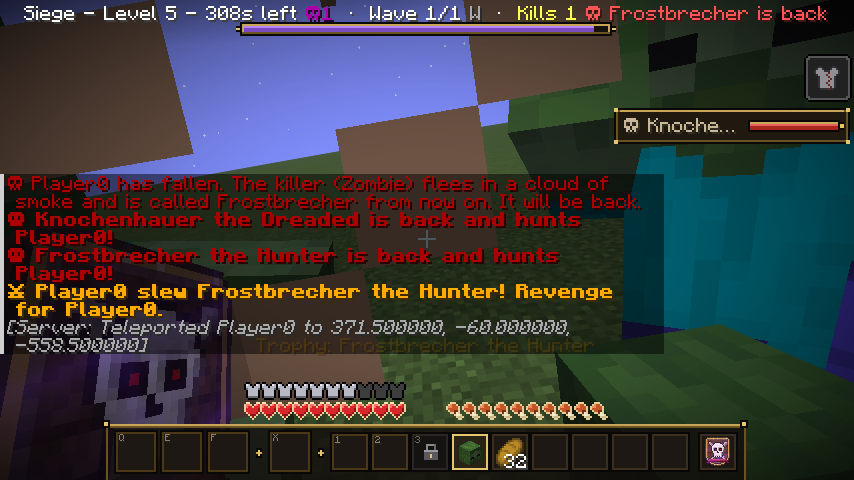 Siege - Level 5 - 308s left 1 · Wave 1/1 W · Kills 1 Frostbrecher is back
Knoche...
Player0 has fallen. The killer (Zombie) flees in a cloud of
smoke and is called Frostbrecher from now on. It will be back.
Knochenhauer the Dreaded is back and hunts
Player0!
Frostbrecher the Hunter is back and hunts
Player0!
Player0 slew Frostbrecher the Hunter! Revenge
for Player0.
[Server: Teleported Player0 to 371.500000, -60.000000,
-558.500000]
Trophy: Frostbrecher the Hunter
Q E F + X + 1 2 3
32